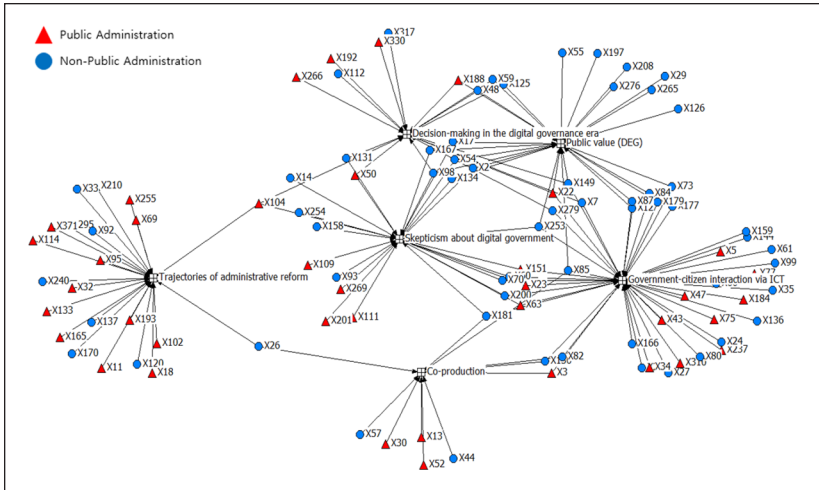 Public Administration
Non-Public Administration
X317
X330
X192
X112
X266
X188
X59
X48
X125
X55
X197
X208
X29
X276
X265
X126
Decision-making in the digital governance era
Public value (DEG)
X17
X167
X131
X54
X2
X14
X50
X98
X134
X149
X84
X73
X22
X87
X179
X177
X7
X279
X104
X254
X158
X253
X33
X210
X255
X69
X371
295
X92
X114
X95
Skepticism about digital government
X159
X61
X5
X99
X109
X151
X85
Trajectories of administrative reform
X93
X70
X23
Government-citizen interaction via ICT
X240
X32
X269
X200
X63
X47
X184
X35
X133
X193
X137
X201
X111
X181
X43
X75
X136
X165
X102
X26
X166
X24
X170
X82
X80
X237
X11
X120
X18
Co-production
X3
X34
X310
X27
X57
X13
X30
X52
X44